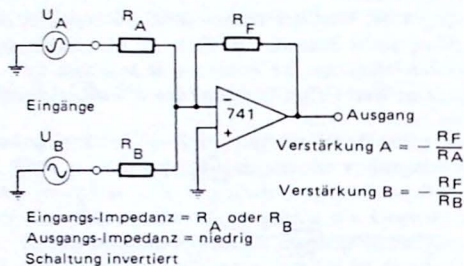 U_A
R_A
R_F
Eingänge
−
741
+
Ausgang
U_B
R_B
Verstärkung A = − R_F/R_A
Verstärkung B = − R_F/R_B
Eingangs-Impedanz = R_A oder R_B
Ausgangs-Impedanz = niedrig
Schaltung invertiert